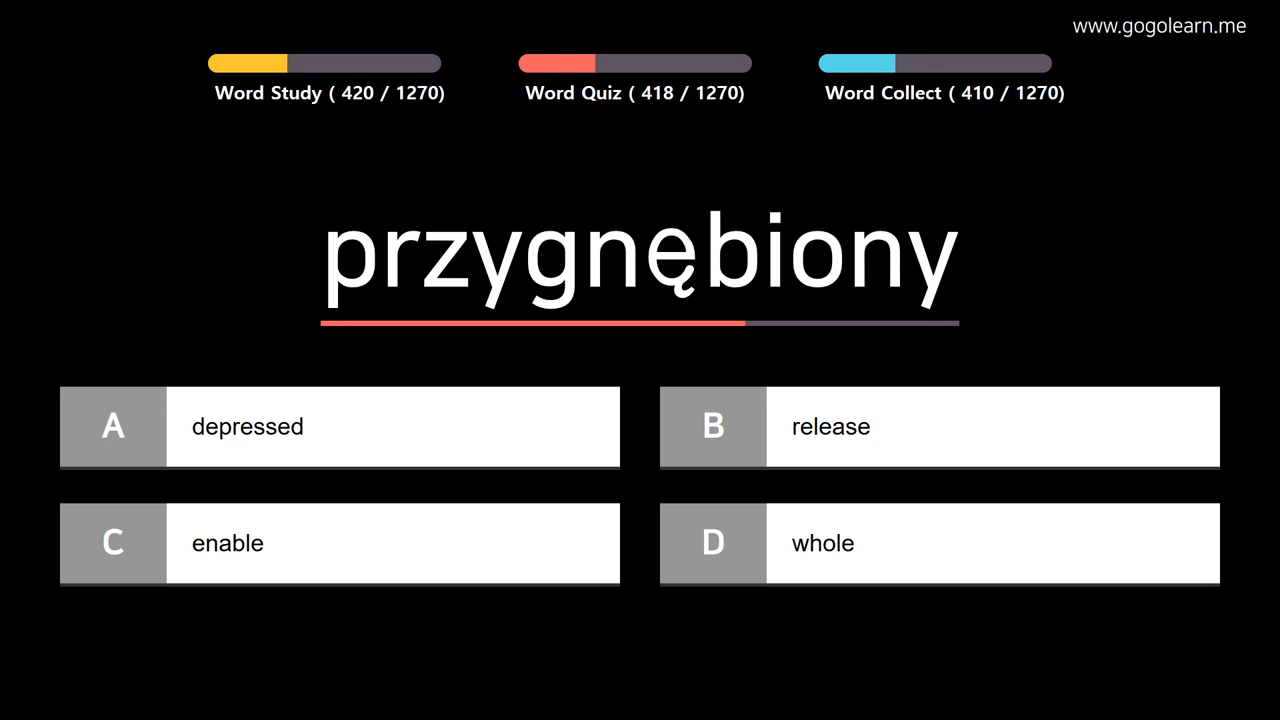 www.gogolearn.me
Word Study ( 420 / 1270)
Word Quiz ( 418 / 1270)
Word Collect ( 410 / 1270)
przygnębiony
A depressed
B release
C enable
D whole